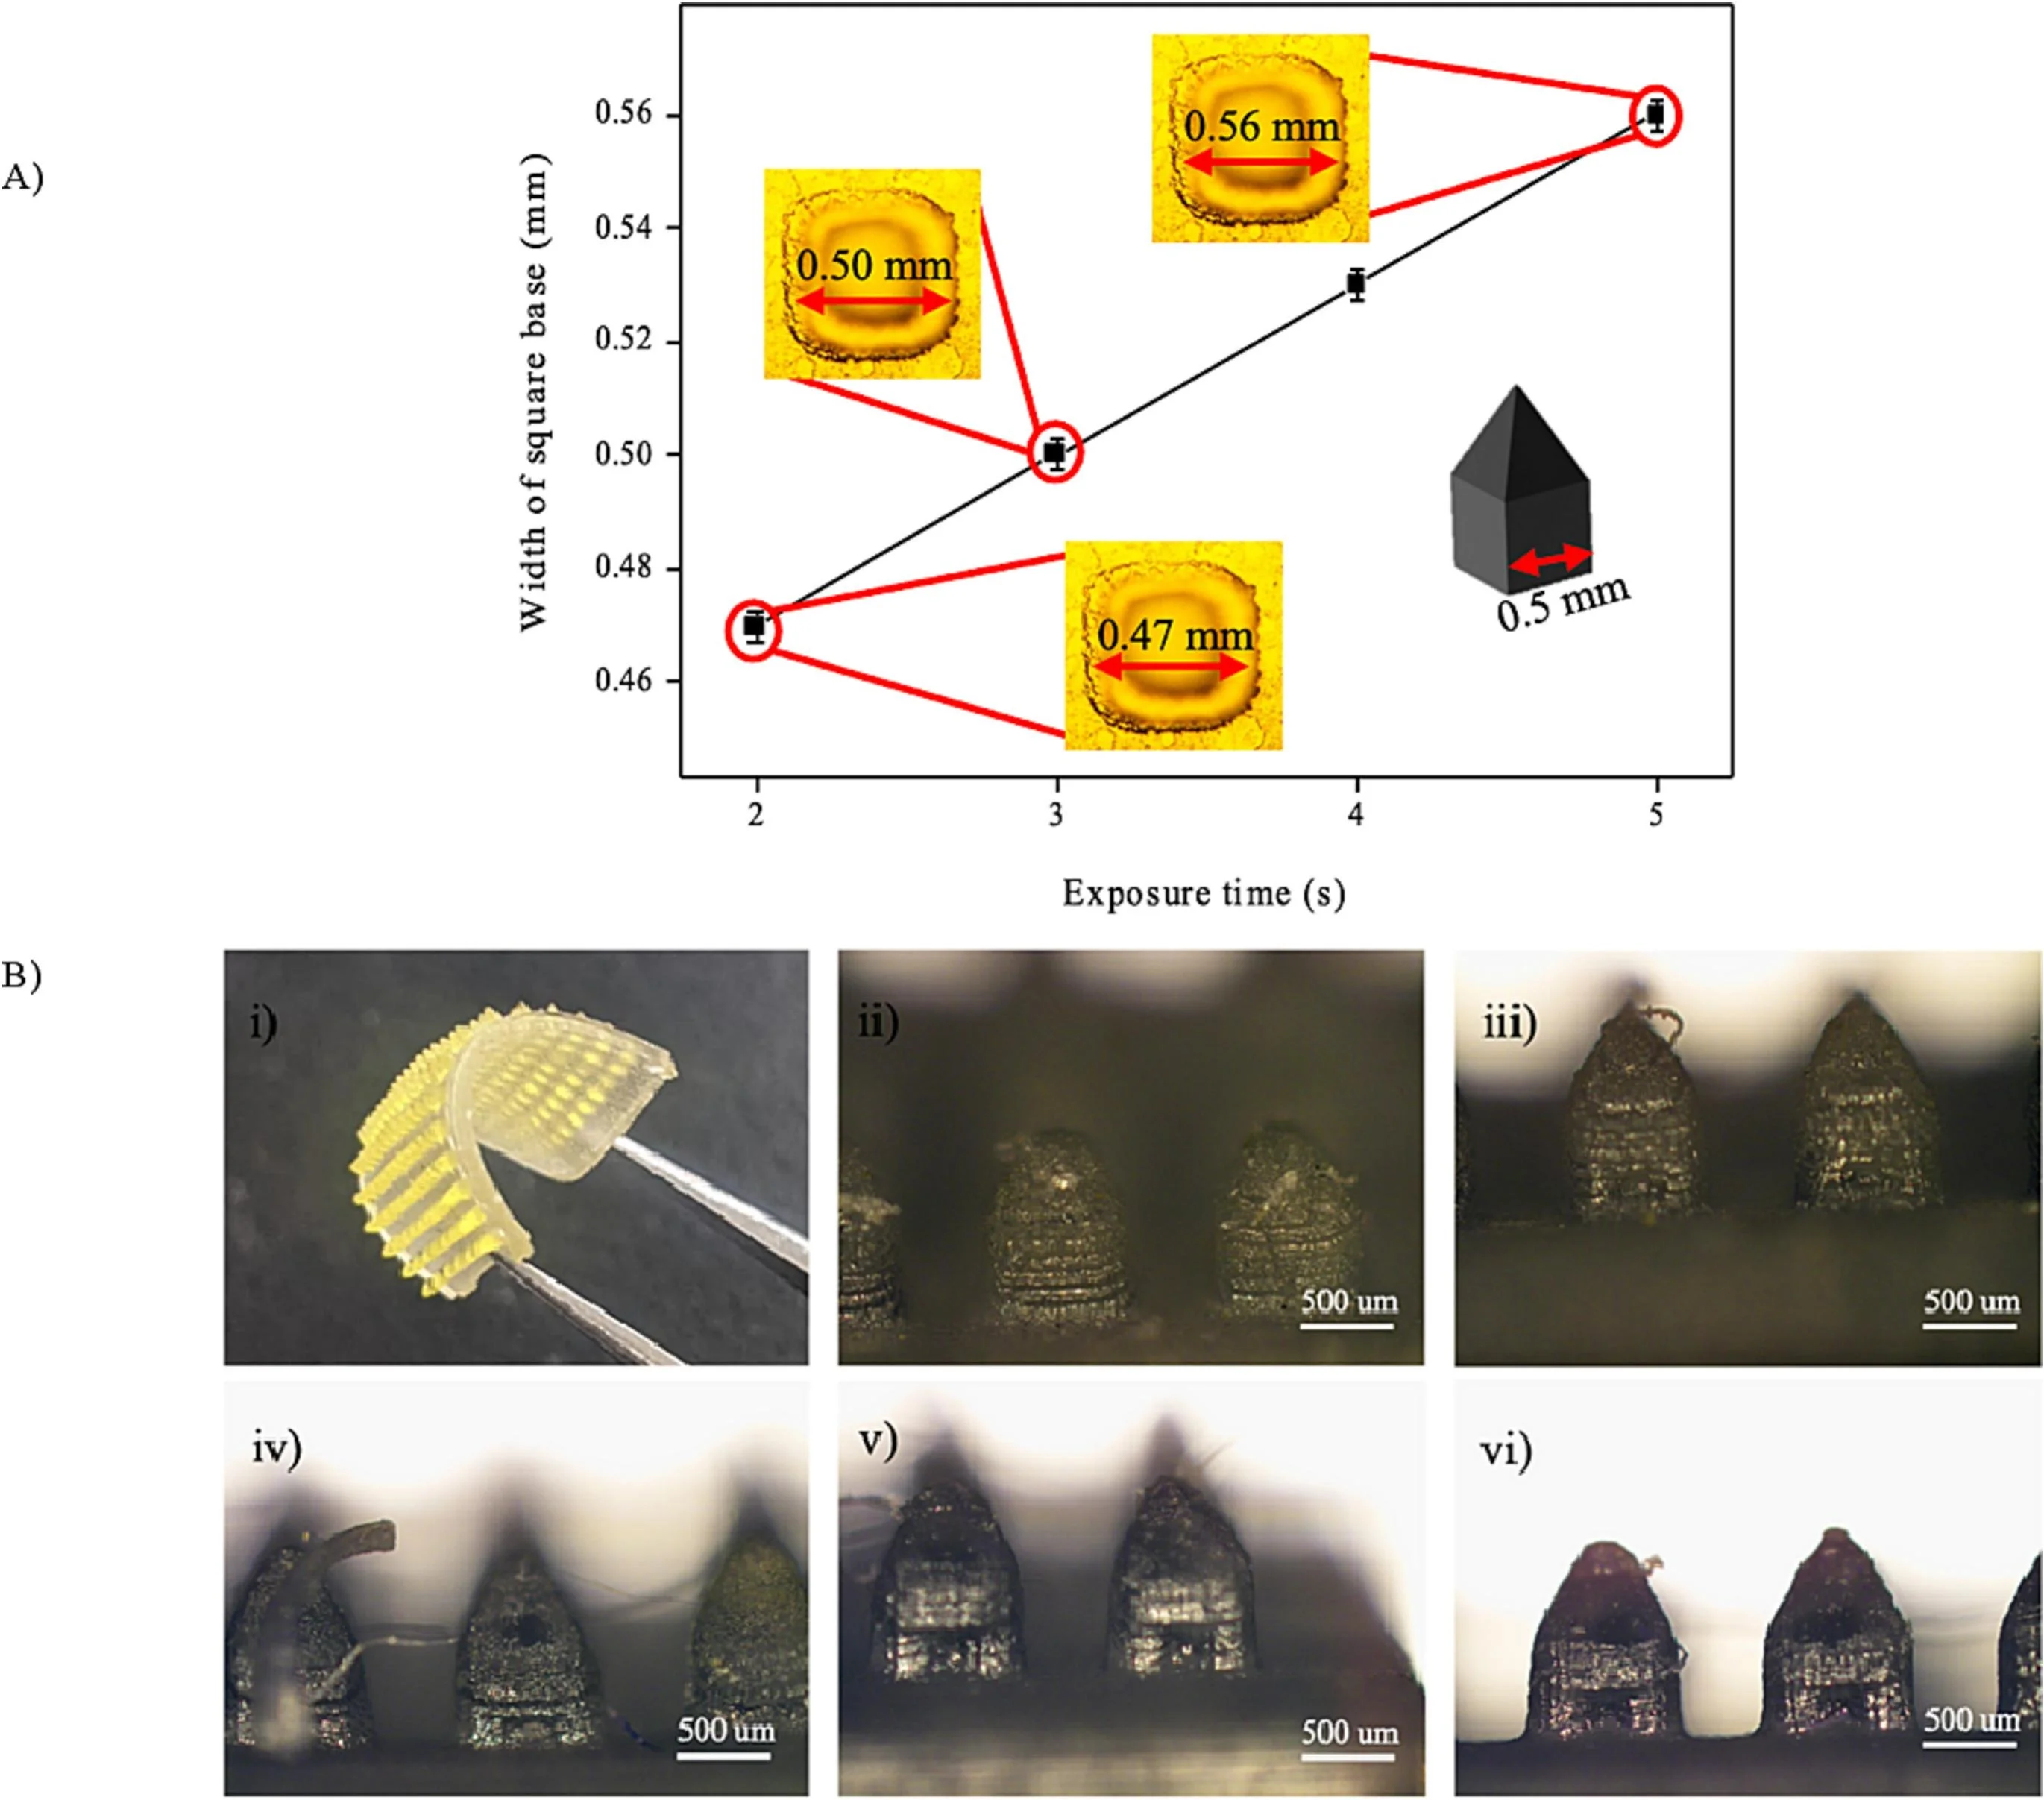 A)
Width of square base (mm)
0.56
0.54
0.52
0.50
0.48
0.46
0.56 mm
0.50 mm
0.47 mm
0.5 mm
2 3 4 5
Exposure time (s)
B)
i)
ii)
500 um
iii)
500 um
iv)
500 um
v)
500 um
vi)
500 um